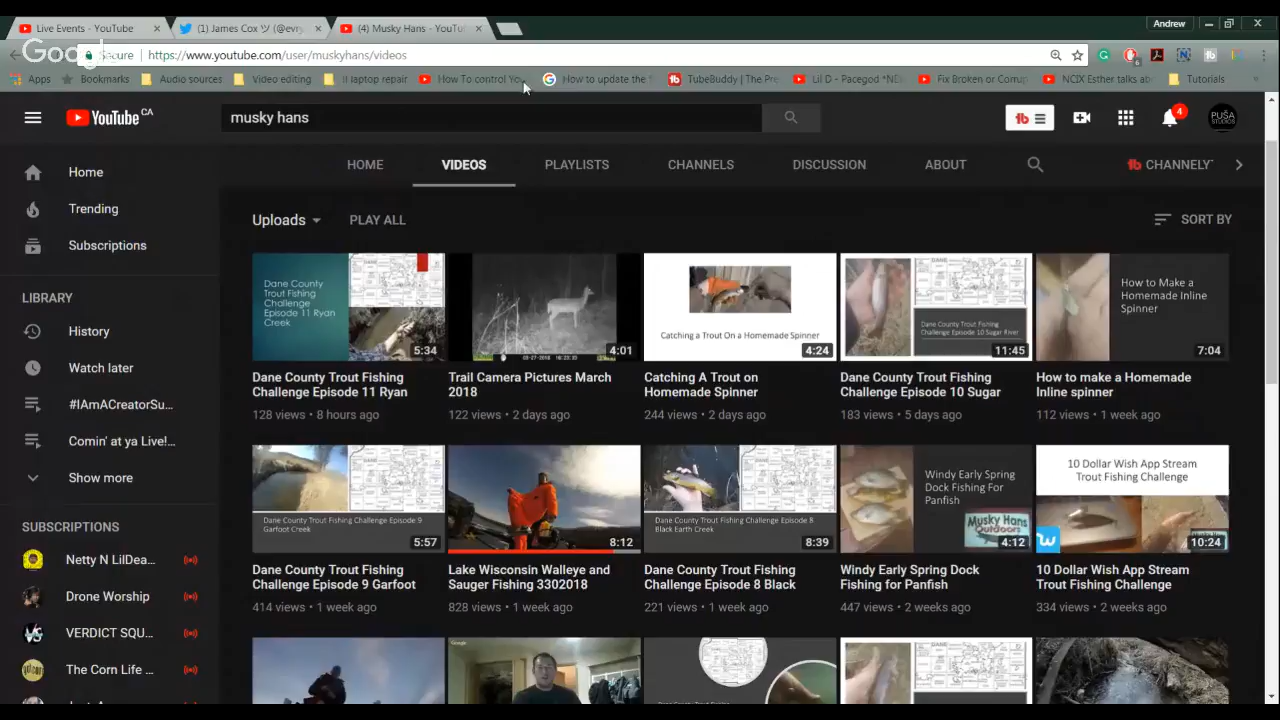 Andrew
Live Events - YouTube
(1) James Cox ツ (@evry
(4) Musky Hans - YouTu
Secure
https://www.youtube.com/user/muskyhans/videos
6
Apps
Bookmarks
Audio sources
Video editing
How To control Yo
How to update the
TubeBuddy | The Pre
Lil D - Pacegod *NE
Fix Broken or Corrup
NCIX Esther talks ab
Tutorials
YouTube CA
musky hans
tb
4
PUŠA
STUDIOS
HOME
VIDEOS
PLAYLISTS
CHANNELS
DISCUSSION
ABOUT
tb CHANNELY
Home
Trending
Subscriptions
LIBRARY
History
Watch later
#IAmACreatorSu...
Comin' at ya Live!...
Show more
SUBSCRIPTIONS
Netty N LilDea...
Drone Worship
VERDICT SQU...
The Corn Life ...
Uploads
PLAY ALL
SORT BY
Dane County
Trout Fishing
Challenge
Episode 11 Ryan
Creek
DANE
5:34
Dane County Trout Fishing
Challenge Episode 11 Ryan
128 views • 8 hours ago
4:01
Trail Camera Pictures March
2018
122 views • 2 days ago
Catching a Trout On a Homemade Spinner
4:24
Catching A Trout on
Homemade Spinner
244 views • 2 days ago
DANE
Dane County Trout Fishing
Challenge Episode 10 Sugar River
11:45
Dane County Trout Fishing
Challenge Episode 10 Sugar
183 views • 5 days ago
How to Make a
Homemade Inline
Spinner
7:04
How to make a Homemade
Inline spinner
112 views • 1 week ago
Dane County Trout Fishing Challenge Episode 9
Garfoot Creek
5:57
Dane County Trout Fishing
Challenge Episode 9 Garfoot
414 views • 1 week ago
8:12
Lake Wisconsin Walleye and
Sauger Fishing 3302018
828 views • 1 week ago
Dane County Trout Fishing Challenge Episode 8
Black Earth Creek
8:39
Dane County Trout Fishing
Challenge Episode 8 Black
221 views • 1 week ago
Windy Early Spring
Dock Fishing For
Panfish
Musky Hans
Outdoors
4:12
Windy Early Spring Dock
Fishing for Panfish
447 views • 2 weeks ago
10 Dollar Wish App Stream
Trout Fishing Challenge
10:24
10 Dollar Wish App Stream
Trout Fishing Challenge
334 views • 2 weeks ago
Google